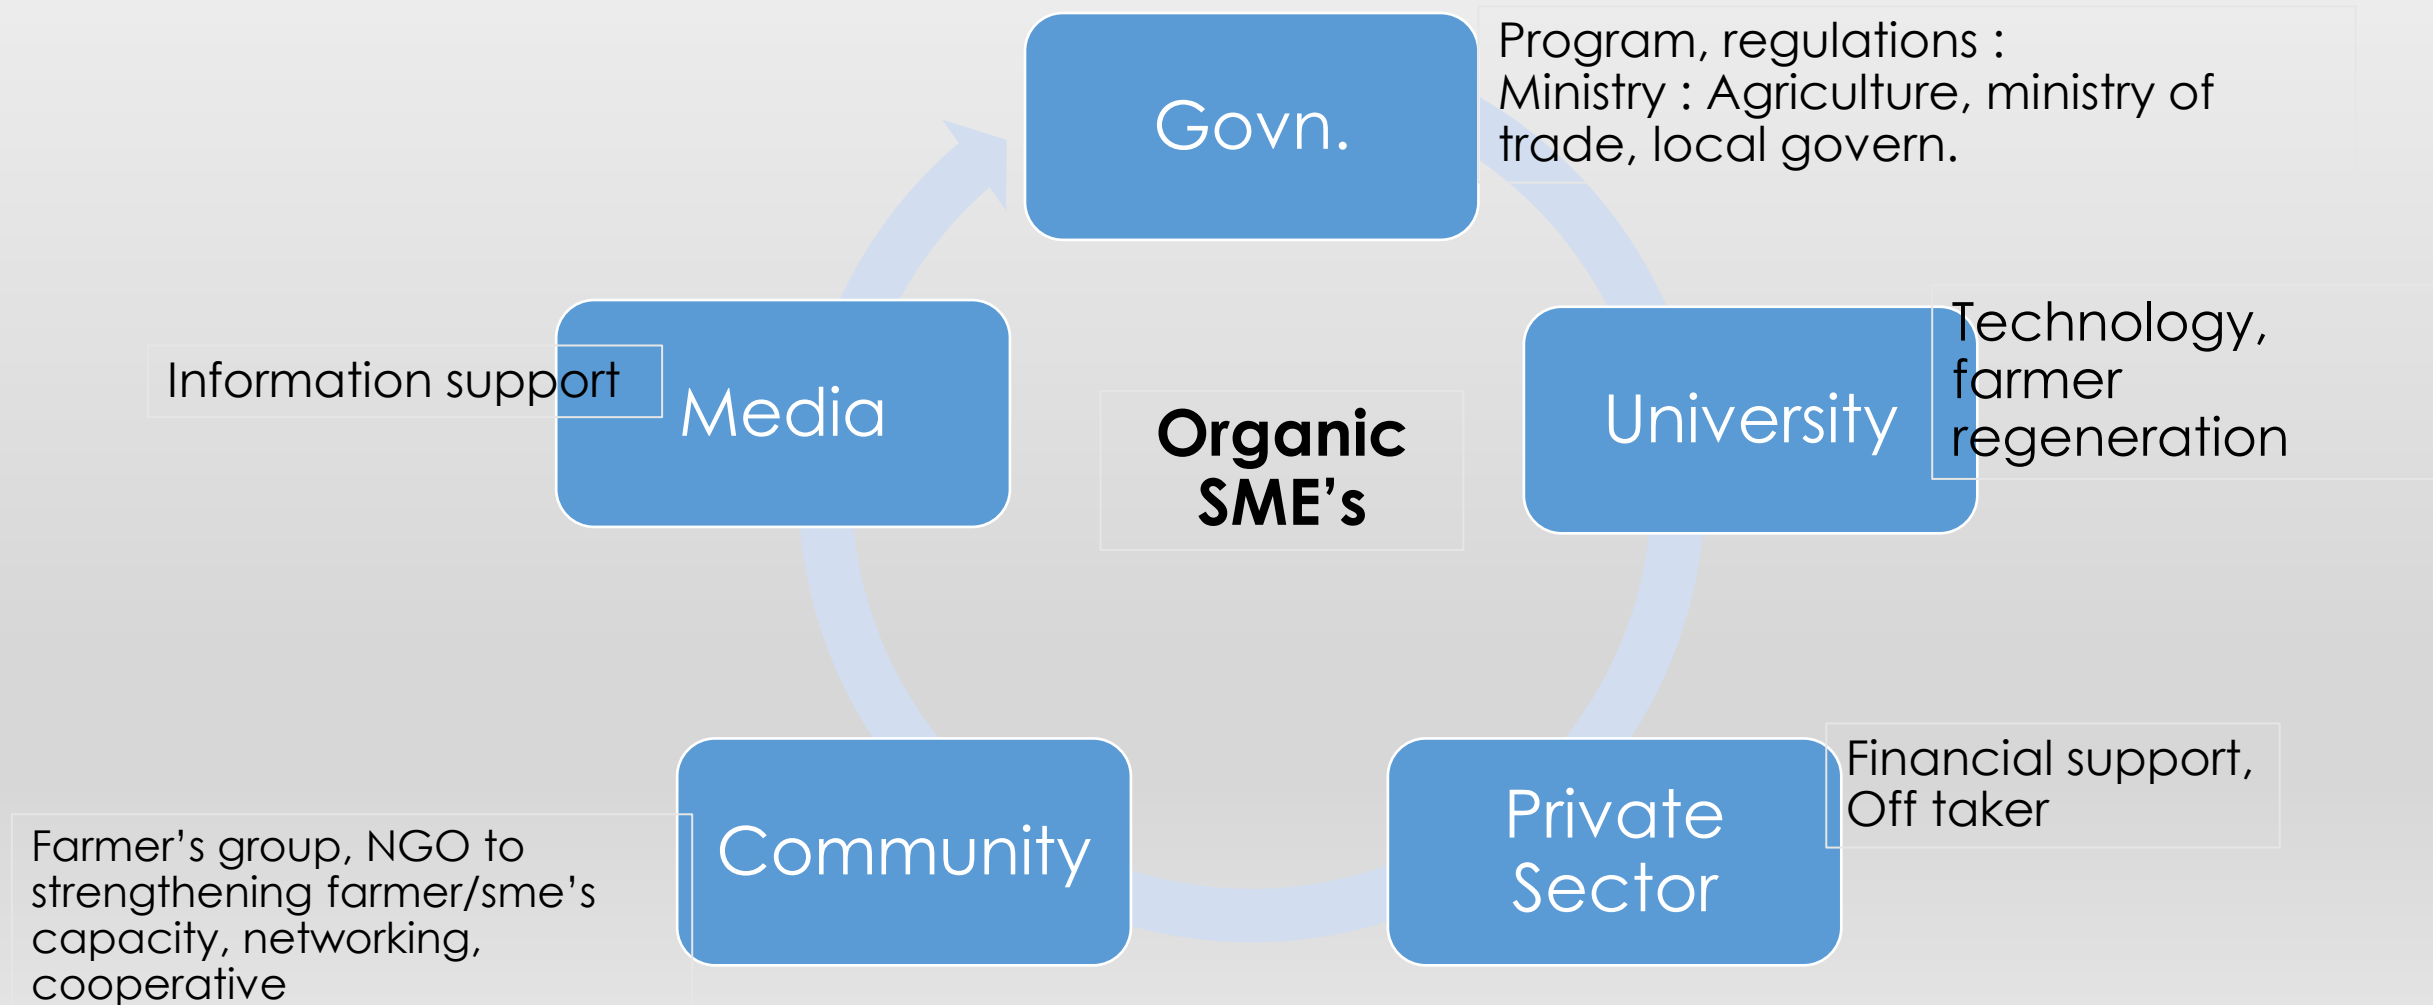 Govn.
Program, regulations :
Ministry : Agriculture, ministry of
trade, local govern.
University
Technology,
farmer
regeneration
Private
Sector
Financial support,
Off taker
Community
Farmer’s group, NGO to
strengthening farmer/sme’s
capacity, networking,
cooperative
Media
Information support
Organic
SME’s